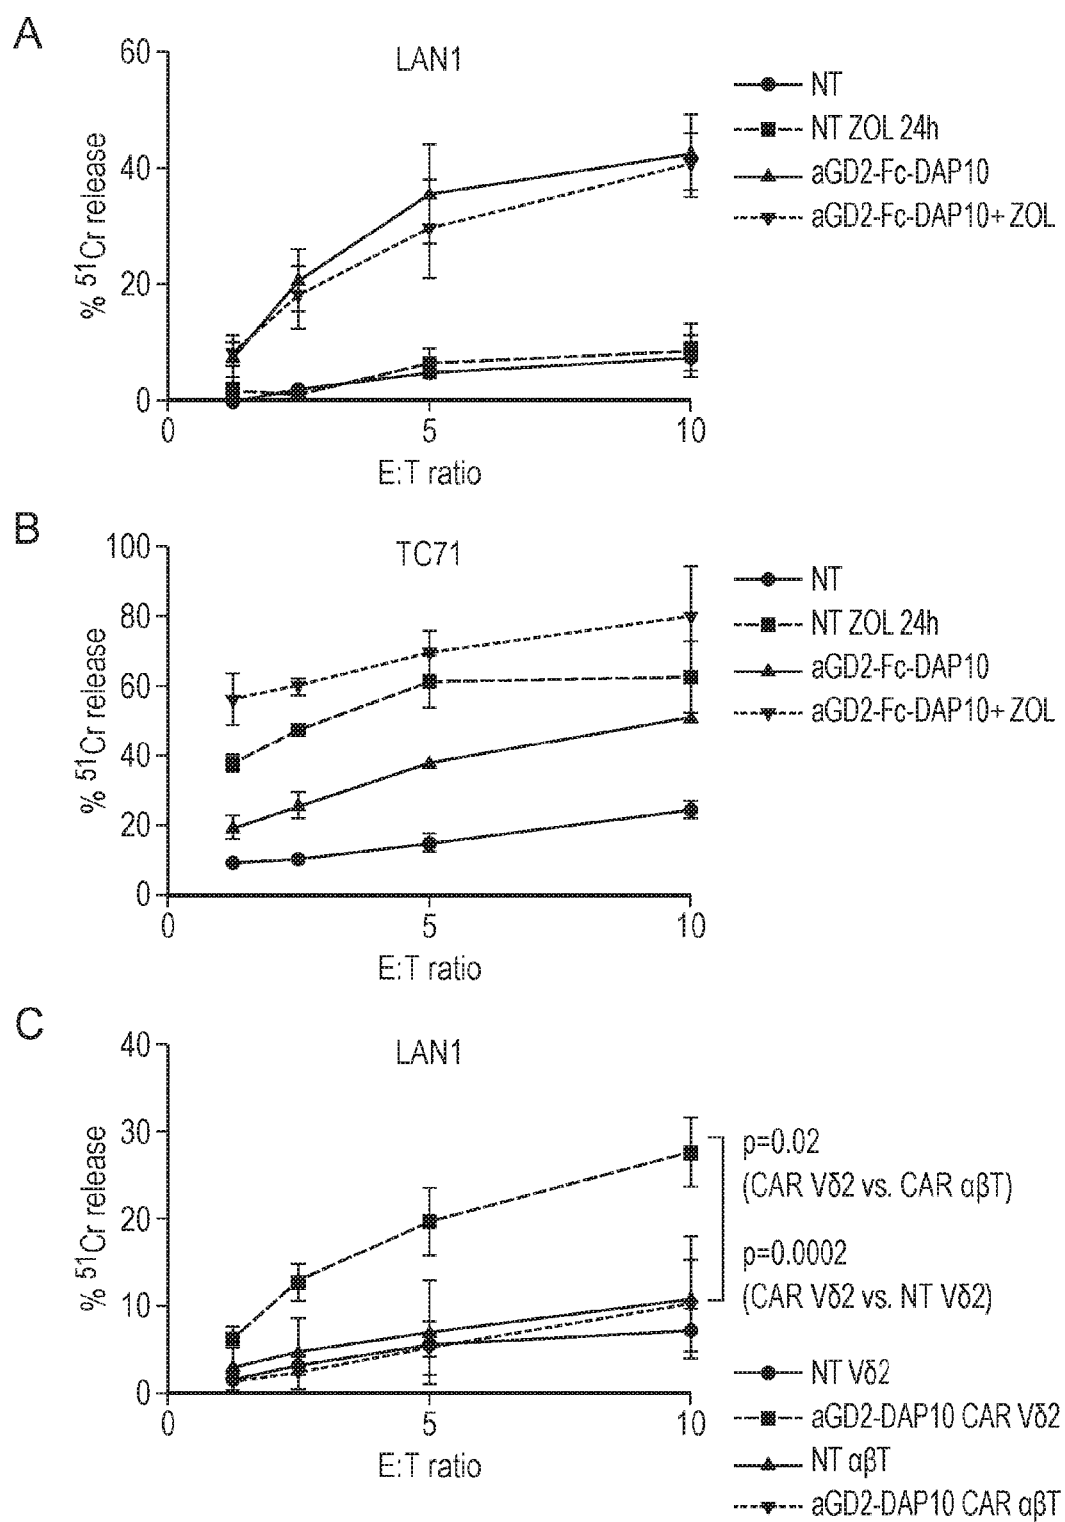 A
LAN1
60
40
20
0
% 51Cr release
0 5 10
E:T ratio
NT
NT ZOL 24h
aGD2-Fc-DAP10
aGD2-Fc-DAP10+ ZOL
B
TC71
100
80
60
40
20
0
% 51Cr release
0 5 10
E:T ratio
NT
NT ZOL 24h
aGD2-Fc-DAP10
aGD2-Fc-DAP10+ ZOL
C
LAN1
40
30
20
10
0
% 51Cr release
0 5 10
E:T ratio
p=0.02
(CAR Vδ2 vs. CAR αβT)
p=0.0002
(CAR Vδ2 vs. NT Vδ2)
NT Vδ2
aGD2-DAP10 CAR Vδ2
NT αβT
aGD2-DAP10 CAR αβT